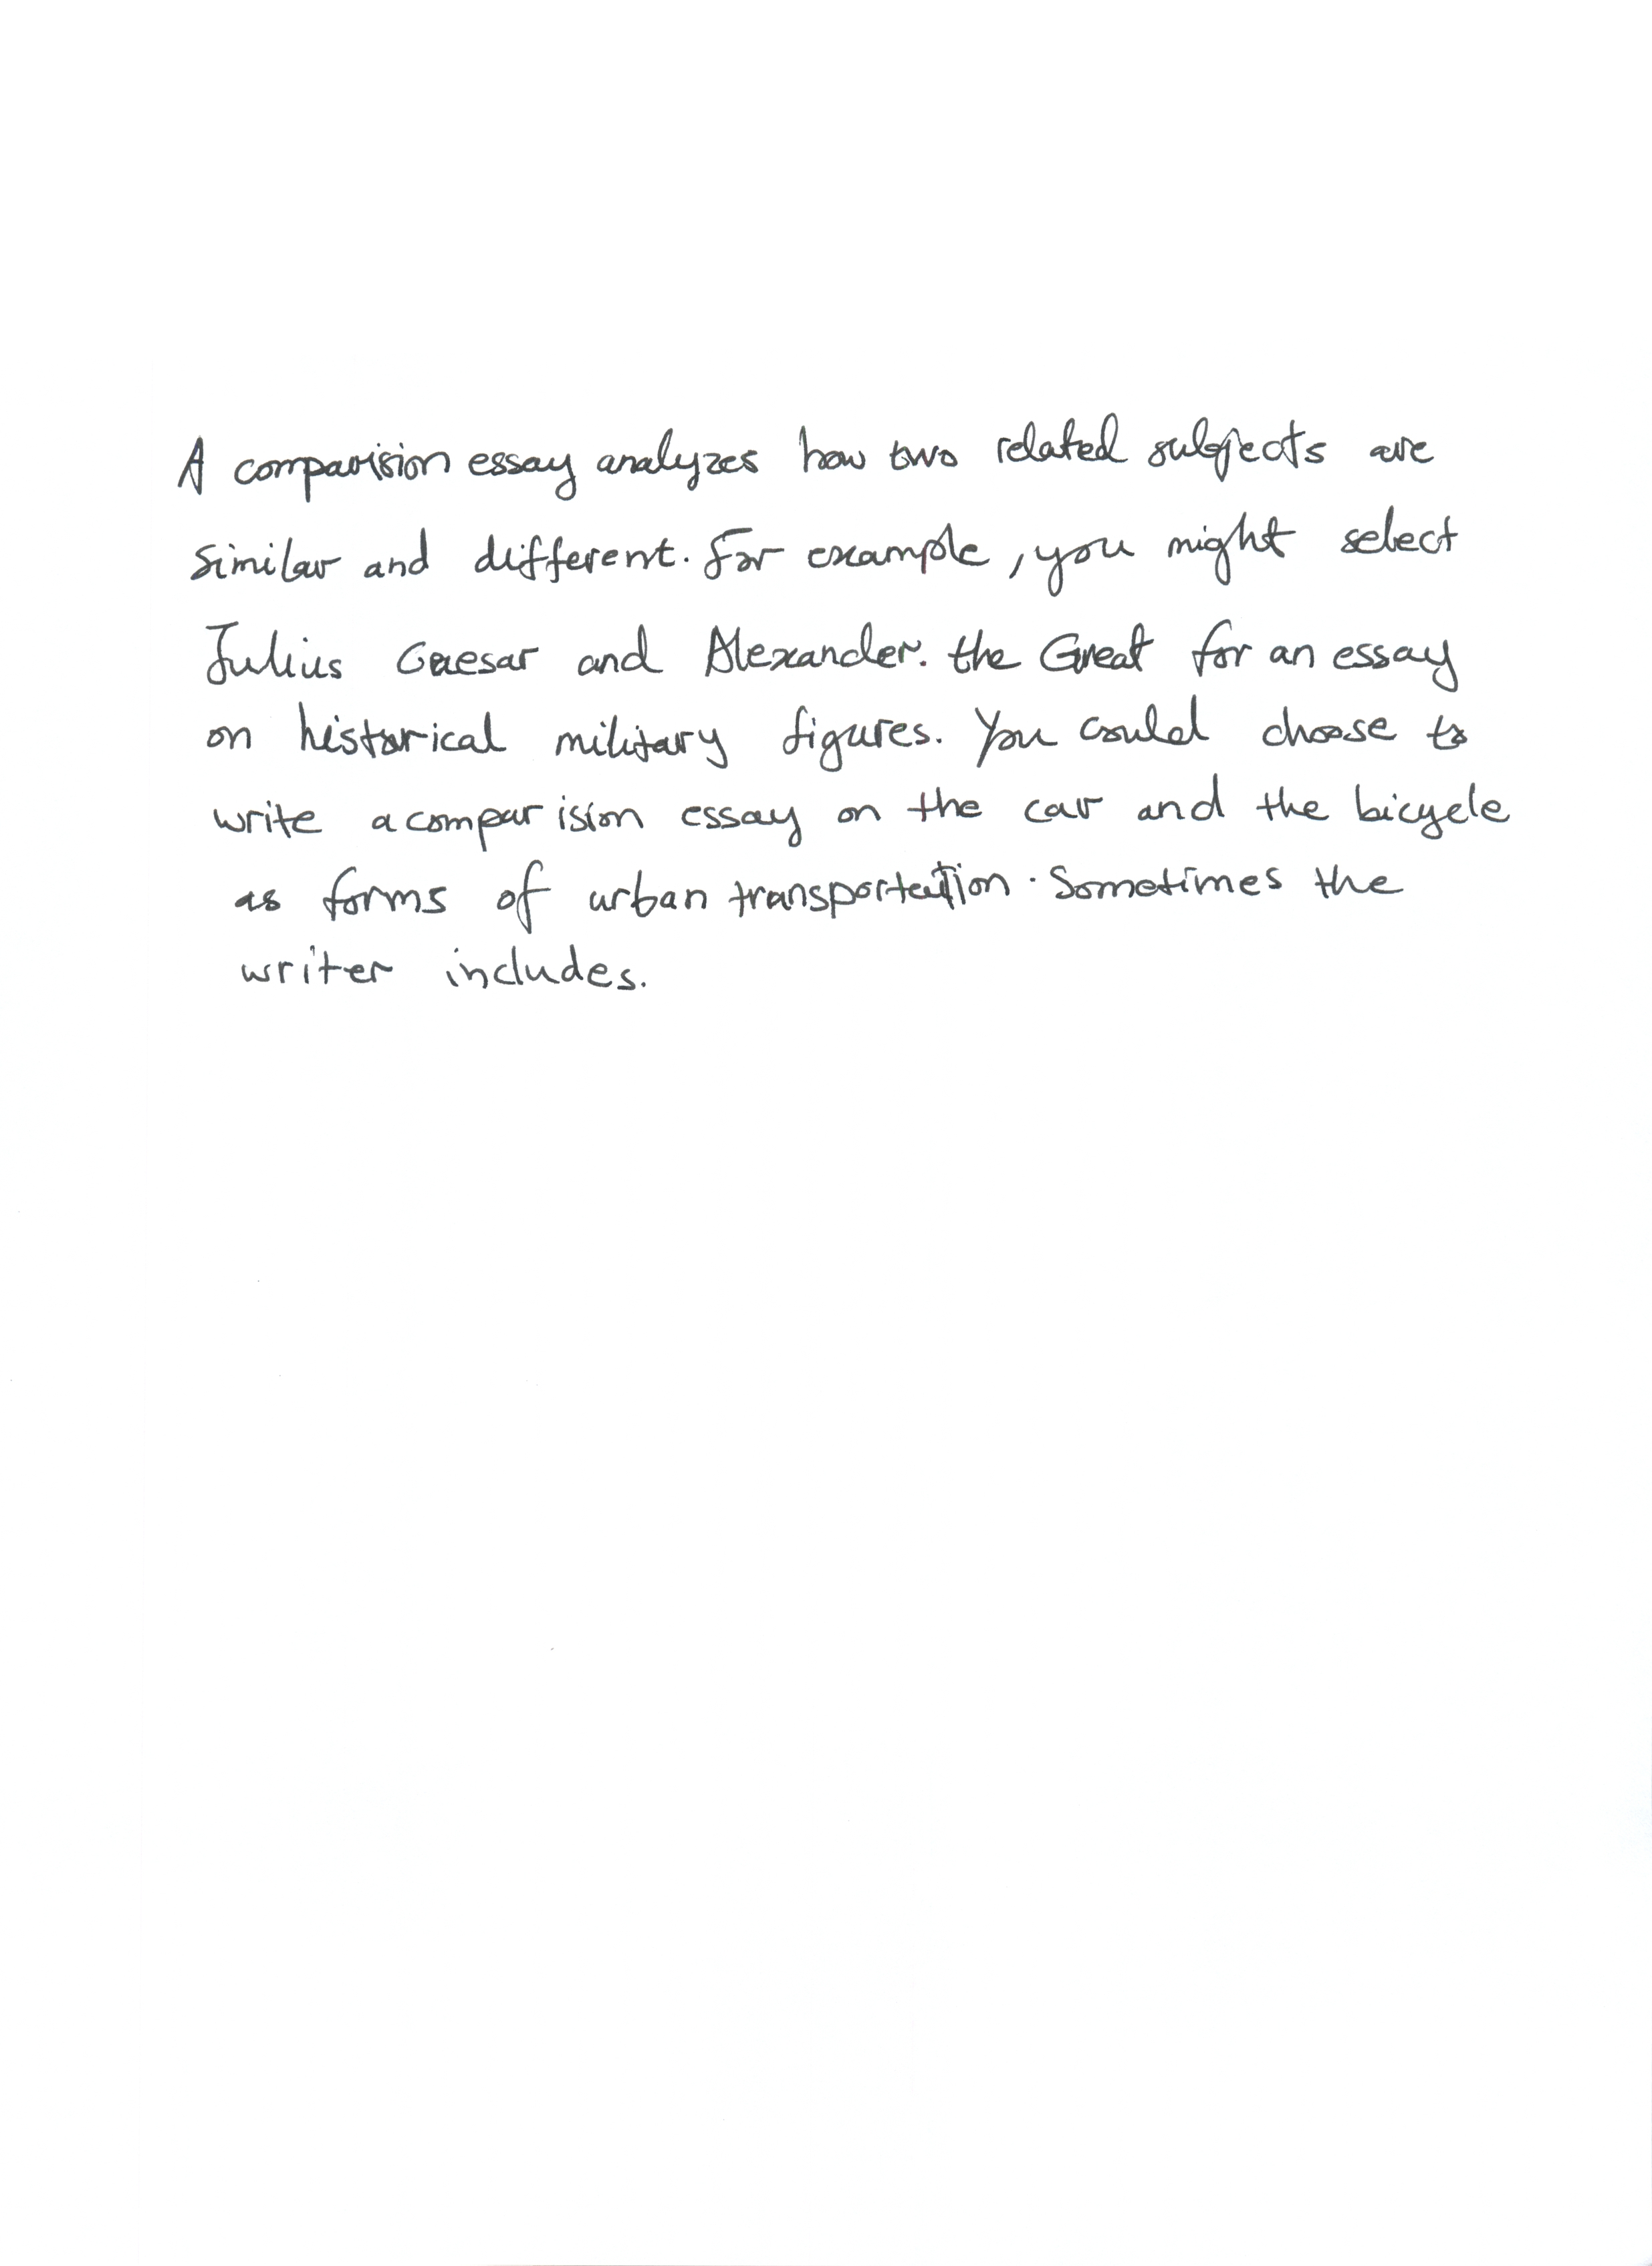 A comparision essay analyzes how two related subjects are
similar and different. For example, you might select
Julius Caesar and Alexander. the Great for an essay
on historical military figures. You could choose to
write a comparision essay on the car and the bicycle
as forms of urban transportation. Sometimes the
writer includes.